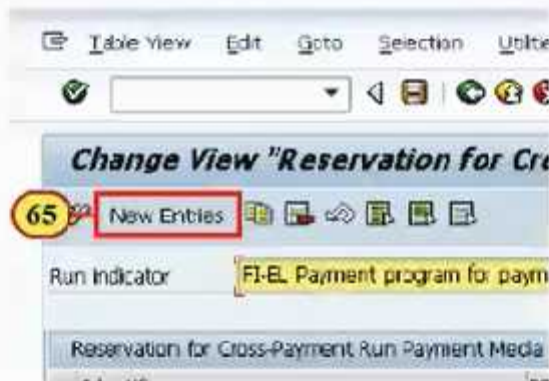 Table View Edit Goto Selection
Change View "Reservation for Cro
65 New Entries
Run Indicator FI-EL Payment program for paym
Reservation for Cross-Payment Run Payment Media